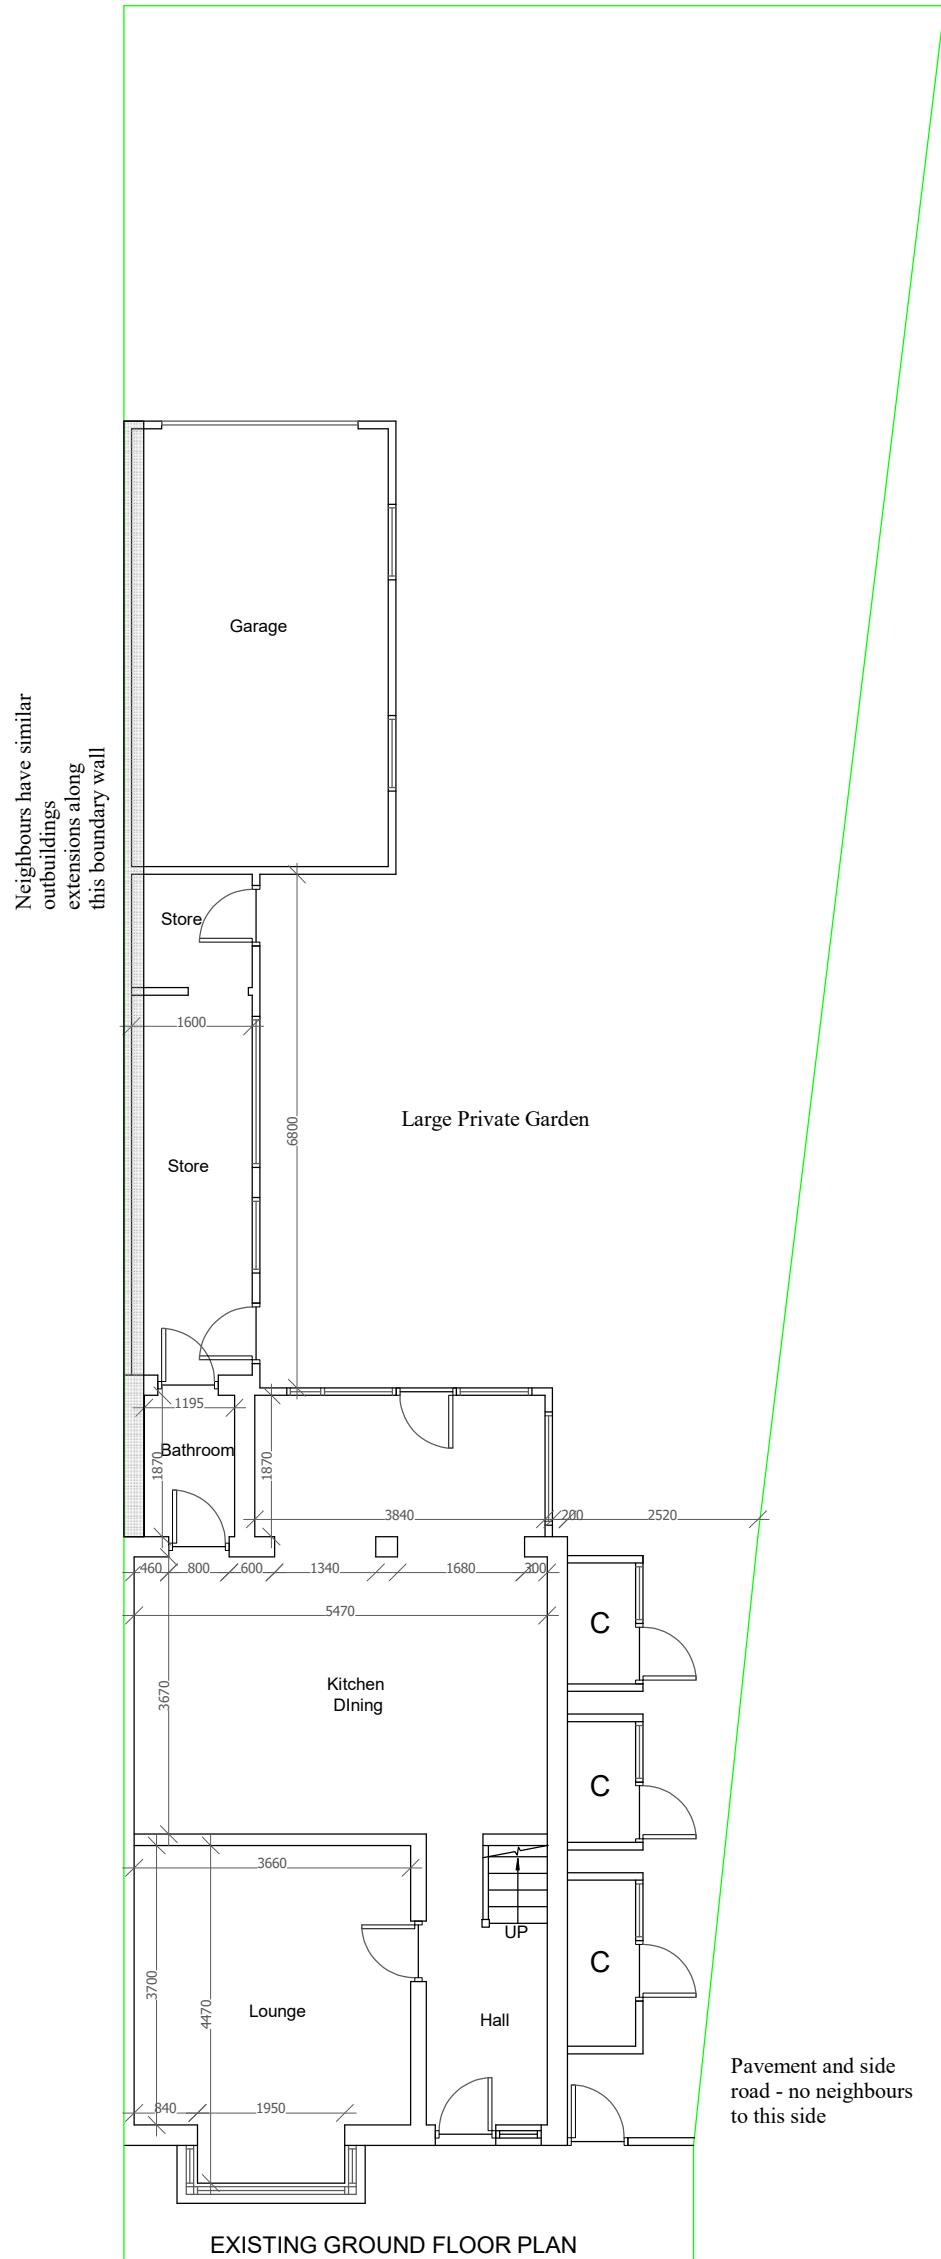 Garage
Neighbours have similar
outbuildings
extensions along
this boundary wall
Store
1600
6800
Large Private Garden
Store
1195
Bathroom
1870
1870
3840
200
2520
460
800
600
1340
1680
300
5470
C
Kitchen
DIning
3670
C
3660
UP
C
3700
4470
Lounge
Hall
Pavement and side
road - no neighbours
to this side
840
1950
EXISTING GROUND FLOOR PLAN